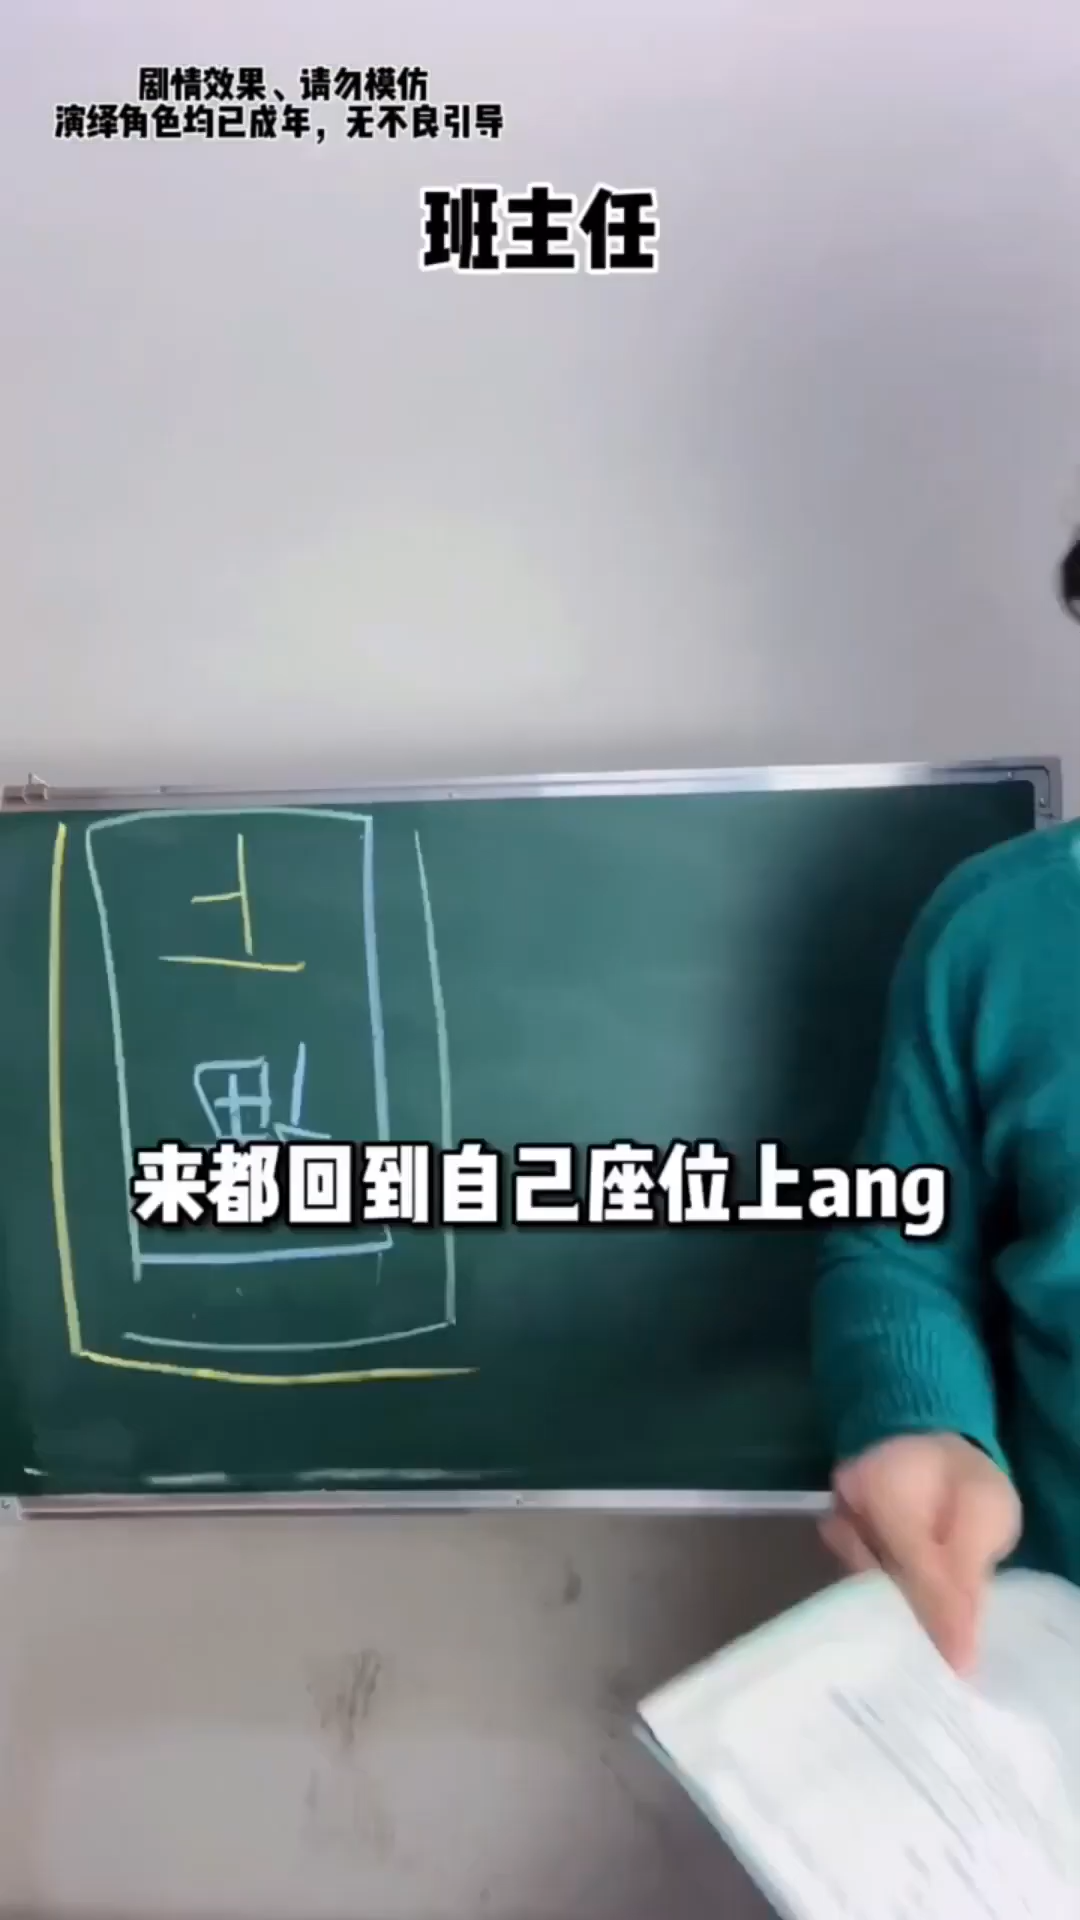 剧情效果、请勿模仿
演绎角色均已成年，无不良引导
班主任
来都回到自己座位上ang